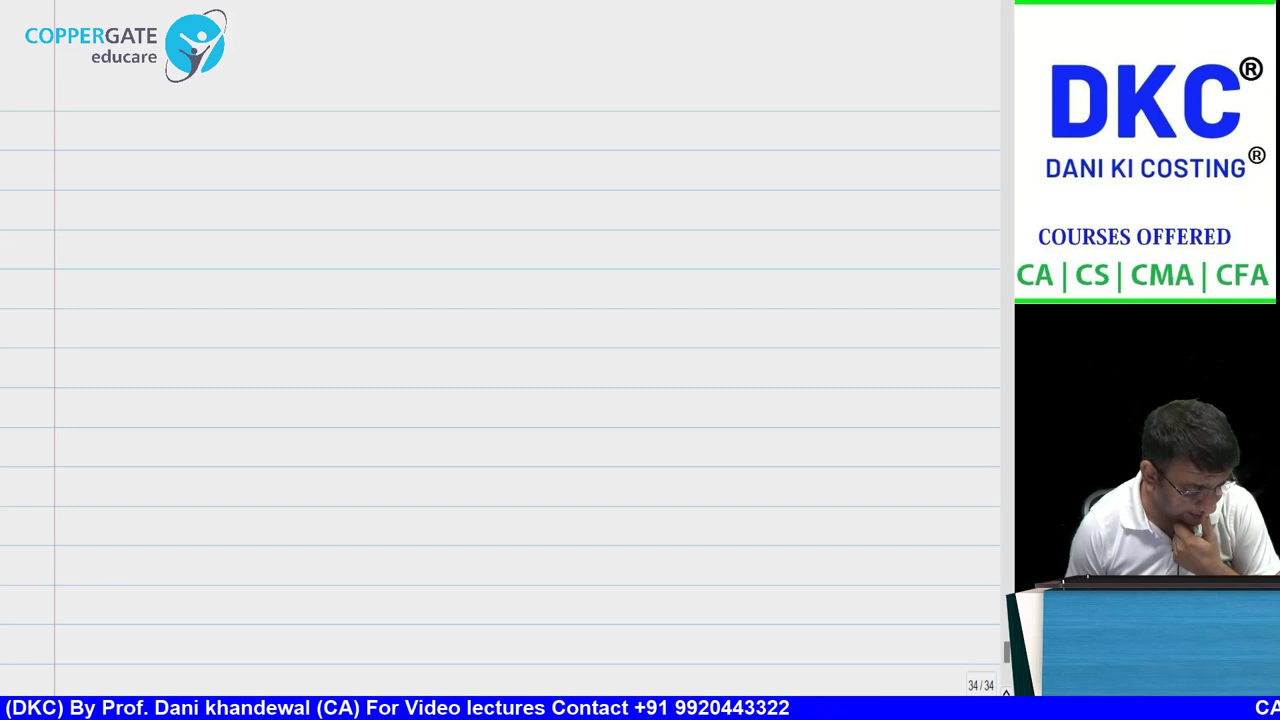 COPPERGATE
educare
DKC®
DANI KI COSTING®
COURSES OFFERED
CA | CS | CMA | CFA
34 / 34
(DKC) By Prof. Dani khandewal (CA) For Video lectures Contact +91 9920443322
CA